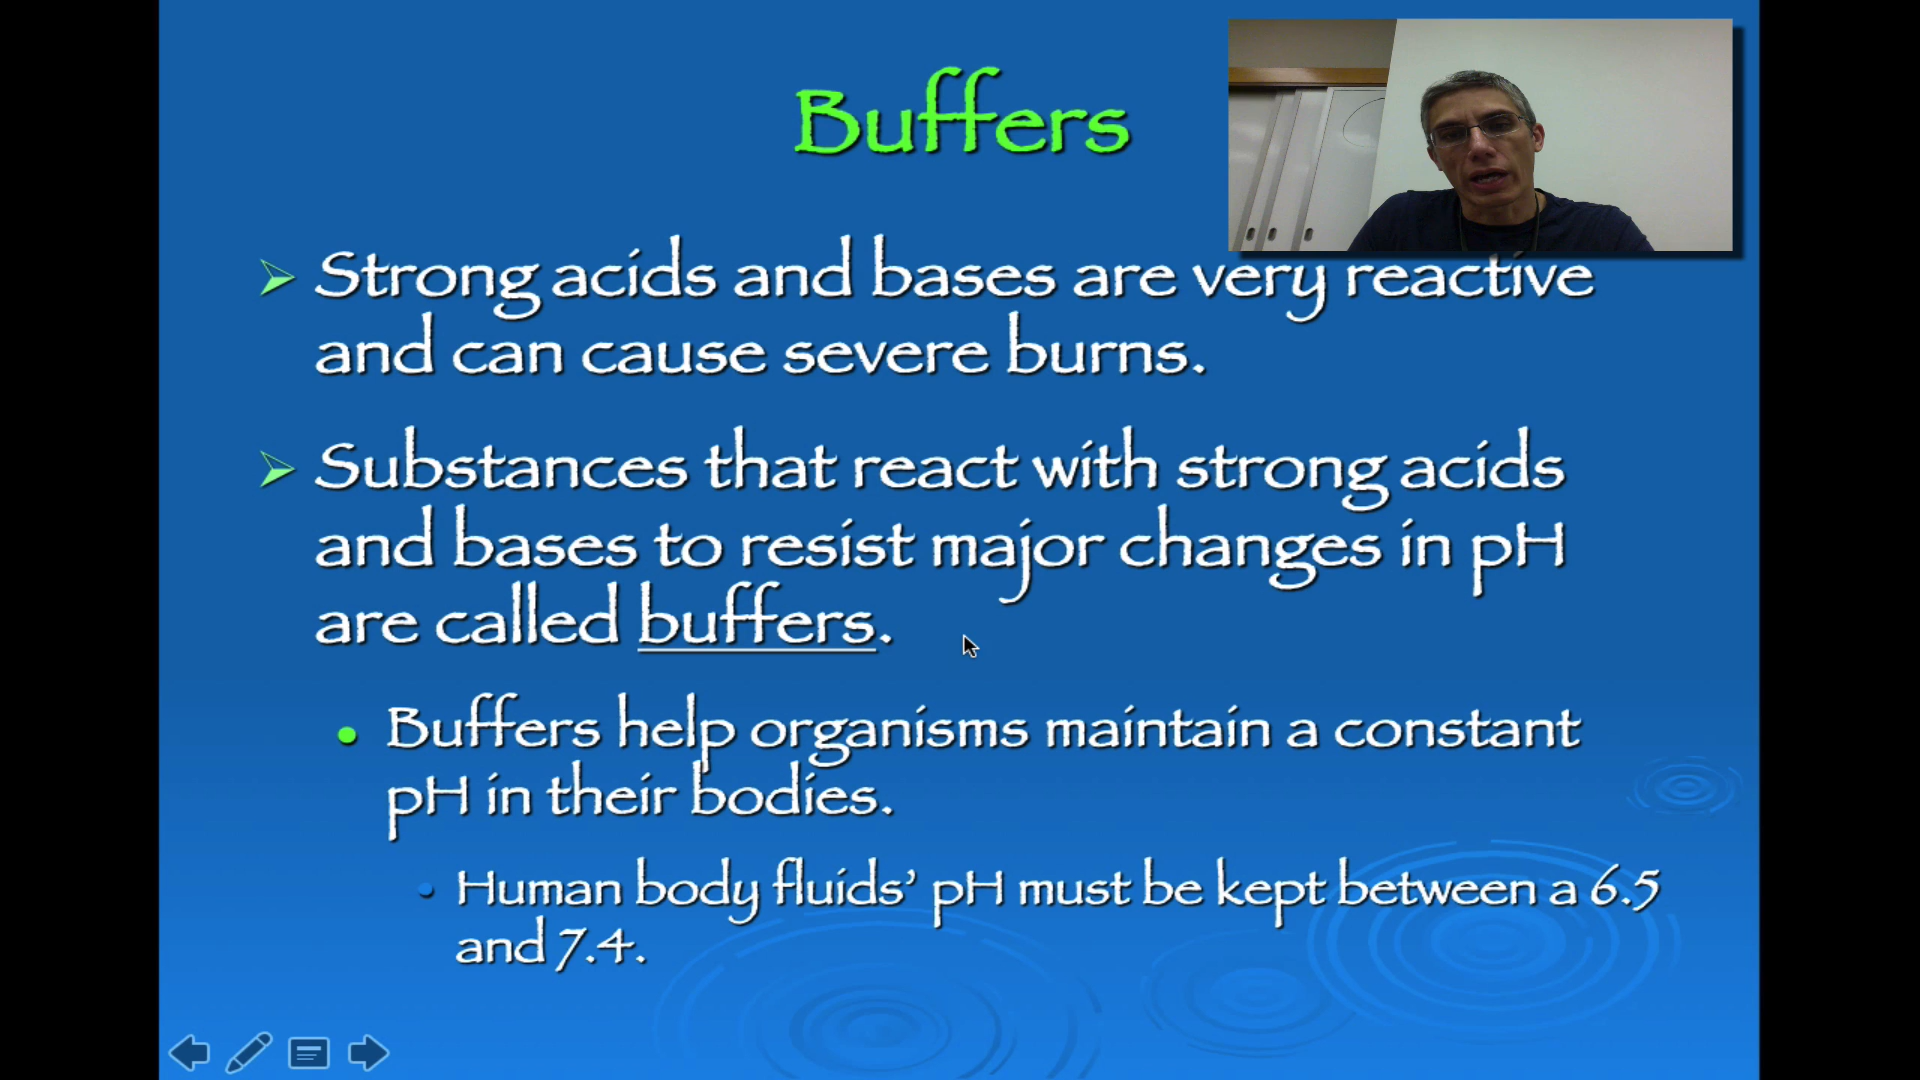 Buffers
Strong acids and bases are very reactive
and can cause severe burns.
Substances that react with strong acids
and bases to resist major changes in pH
are called buffers.
Buffers help organisms maintain a constant
pH in their bodies.
Human body fluids’ pH must be kept between a 6.5
and 7.4.